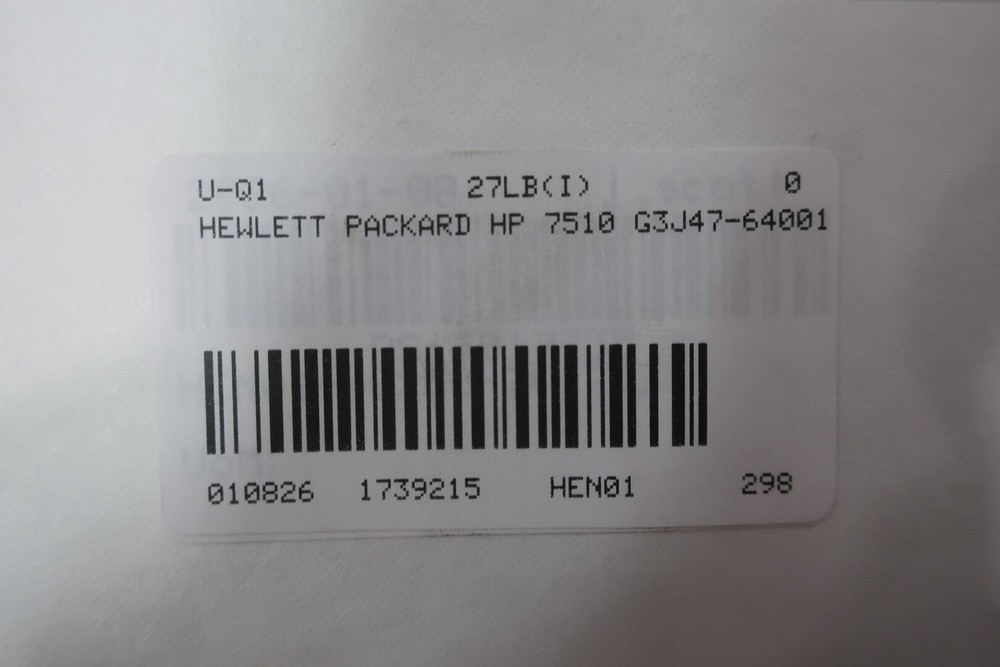 U-Q1 27LB(I) 0
HEWLETT PACKARD HP 7510 G3J47-64001
010826 1739215 HEN01 298